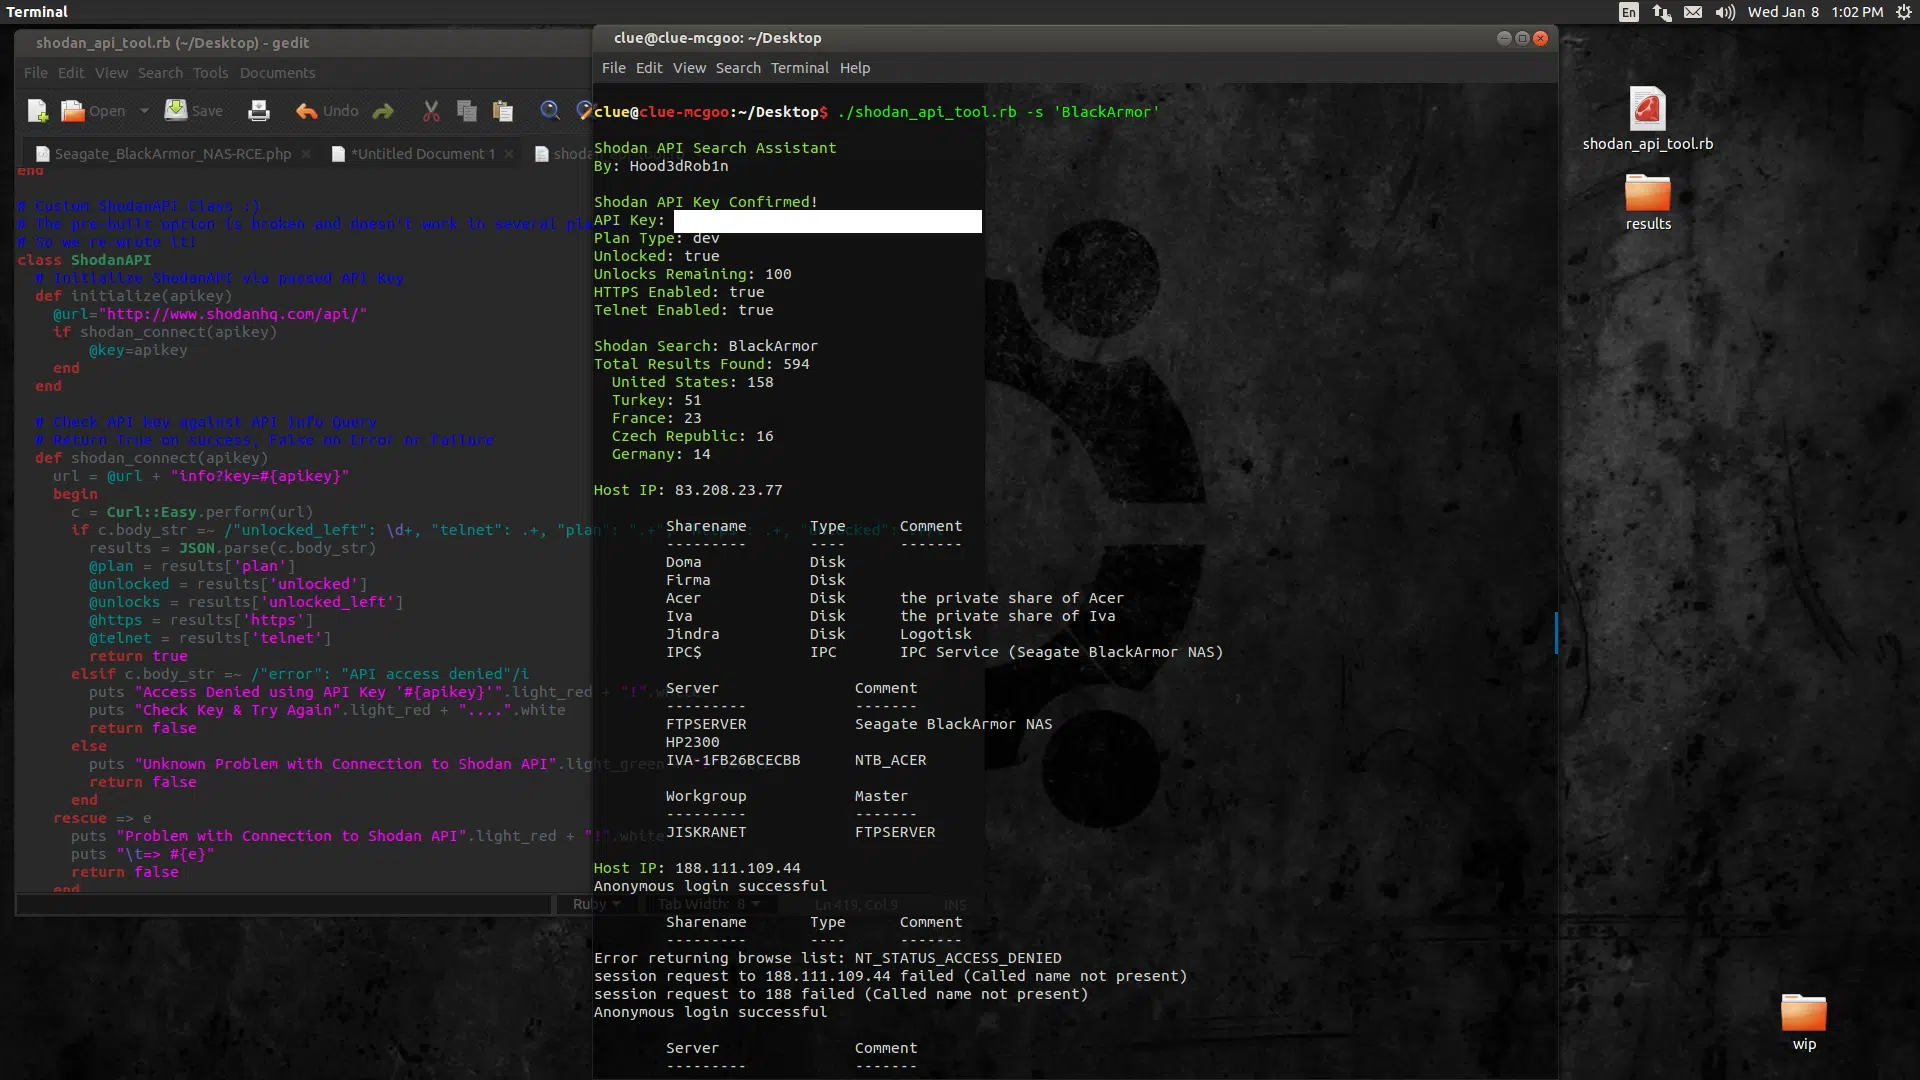 Terminal
En
Wed Jan 8 1:02 PM
shodan_api_tool.rb (~/Desktop) - gedit
File Edit View Search Tools Documents
Open Save Undo
Seagate_BlackArmor_NAS-RCE.php
*Untitled Document 1
end
# Custom ShodanAPI Class :)
# The pre-built option is broken and doesn't work in several pla
# So we re-wrote it!
class ShodanAPI
# Initialize ShodanAPI via passed API Key
def initialize(apikey)
@url="http://www.shodanhq.com/api/"
if shodan_connect(apikey)
@key=apikey
end
end
# Check API Key against API Info Query
# Return True on success, False on Error or Failure
def shodan_connect(apikey)
url = @url + "info?key=#{apikey}"
begin
c = Curl::Easy.perform(url)
if c.body_str =~ /"unlocked_left": \d+, "telnet": .+, "plan": ".+", "https": .+, "unlocked":
results = JSON.parse(c.body_str)
@plan = results['plan']
@unlocked = results['unlocked']
@unlocks = results['unlocked_left']
@https = results['https']
@telnet = results['telnet']
return true
elsif c.body_str =~ /"error": "API access denied"/i
puts "Access Denied using API Key '#{apikey}'".light_red + "!".w
puts "Check Key & Try Again".light_red + "....".white
return false
else
puts "Unknown Problem with Connection to Shodan API".light_green
return false
end
rescue => e
puts "Problem with Connection to Shodan API".light_red + "!".white
puts "\t=> #{e}"
return false
end
Ruby Tab Width: 8 Ln 419, Col 9 INS
clue@clue-mcgoo: ~/Desktop
File Edit View Search Terminal Help
clue@clue-mcgoo:~/Desktop$ ./shodan_api_tool.rb -s 'BlackArmor'
Shodan API Search Assistant
By: Hood3dRob1n
Shodan API Key Confirmed!
API Key:
Plan Type: dev
Unlocked: true
Unlocks Remaining: 100
HTTPS Enabled: true
Telnet Enabled: true
Shodan Search: BlackArmor
Total Results Found: 594
United States: 158
Turkey: 51
France: 23
Czech Republic: 16
Germany: 14
Host IP: 83.208.23.77
Sharename Type Comment
--------- ---- -------
Doma Disk
Firma Disk
Acer Disk the private share of Acer
Iva Disk the private share of Iva
Jindra Disk Logotisk
IPC$ IPC IPC Service (Seagate BlackArmor NAS)
Server Comment
--------- -------
FTPSERVER Seagate BlackArmor NAS
HP2300
IVA-1FB26BCECBB NTB_ACER
Workgroup Master
--------- -------
JISKRANET FTPSERVER
Host IP: 188.111.109.44
Anonymous login successful
Sharename Type Comment
--------- ---- -------
Error returning browse list: NT_STATUS_ACCESS_DENIED
session request to 188.111.109.44 failed (Called name not present)
session request to 188 failed (Called name not present)
Anonymous login successful
Server Comment
--------- -------
shodan_api_tool.rb
results
wip